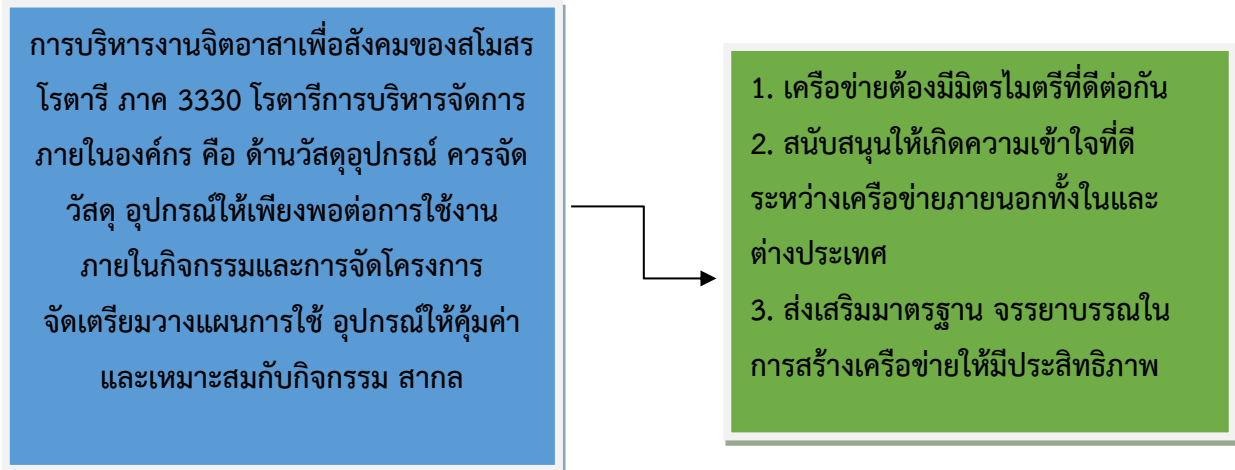 การบริหารงานจิตอาสาเพื่อสังคมของสโมสร
โรตารี ภาค 3330 โรตารีการบริหารจัดการ
ภายในองค์กร คือ ด้านวัสดุอุปกรณ์ ควรจัด
วัสดุ อุปกรณ์ให้เพียงพอต่อการใช้งาน
ภายในกิจกรรมและการจัดโครงการ
จัดเตรียมวางแผนการใช้ อุปกรณ์ให้คุ้มค่า
และเหมาะสมกับกิจกรรม สากล
1. เครือข่ายต้องมีมิตรไมตรีที่ดีต่อกัน
2. สนับสนุนให้เกิดความเข้าใจที่ดี
ระหว่างเครือข่ายภายนอกทั้งในและ
ต่างประเทศ
3. ส่งเสริมมาตรฐาน จรรยาบรรณใน
การสร้างเครือข่ายให้มีประสิทธิภาพ